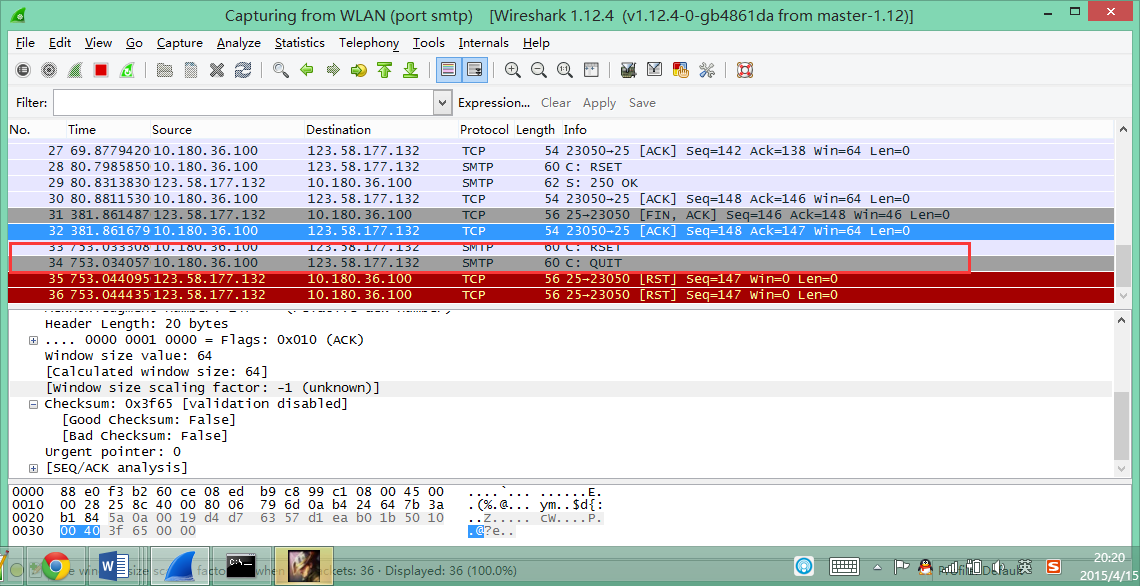 Capturing from WLAN (port smtp) [Wireshark 1.12.4 (v1.12.4-0-gb4861da from master-1.12)]
File Edit View Go Capture Analyze Statistics Telephony Tools Internals Help
Filter: Expression... Clear Apply Save
No. Time Source Destination Protocol Length Info
27 69.8779420 10.180.36.100 123.58.177.132 TCP 54 23050→25 [ACK] Seq=142 Ack=138 Win=64 Len=0
28 80.7985850 10.180.36.100 123.58.177.132 SMTP 60 C: RSET
29 80.8313830 123.58.177.132 10.180.36.100 SMTP 62 S: 250 OK
30 80.8811530 10.180.36.100 123.58.177.132 TCP 54 23050→25 [ACK] Seq=148 Ack=146 Win=64 Len=0
31 381.861487 123.58.177.132 10.180.36.100 TCP 56 25→23050 [FIN, ACK] Seq=146 Ack=148 Win=46 Len=0
32 381.861679 10.180.36.100 123.58.177.132 TCP 54 23050→25 [ACK] Seq=148 Ack=147 Win=64 Len=0
33 753.033308 10.180.36.100 123.58.177.132 SMTP 60 C: RSET
34 753.034057 10.180.36.100 123.58.177.132 SMTP 60 C: QUIT
35 753.044095 123.58.177.132 10.180.36.100 TCP 56 25→23050 [RST] Seq=147 Win=0 Len=0
36 753.044435 123.58.177.132 10.180.36.100 TCP 56 25→23050 [RST] Seq=147 Win=0 Len=0
Header Length: 20 bytes
.... 0000 0001 0000 = Flags: 0x010 (ACK)
Window size value: 64
[Calculated window size: 64]
[Window size scaling factor: -1 (unknown)]
Checksum: 0x3f65 [validation disabled]
[Good Checksum: False]
[Bad Checksum: False]
Urgent pointer: 0
[SEQ/ACK analysis]
0000 88 e0 f3 b2 60 ce 08 ed b9 c8 99 c1 08 00 45 00 ....`... ......E.
0010 00 28 25 8c 40 00 80 06 79 6d 0a b4 24 64 7b 3a .(%.@... ym..$d{:
0020 b1 84 5a 0a 00 19 d4 d7 63 57 d1 ea b0 1b 50 10 ..Z..... cW....P.
0030 00 40 3f 65 00 00 .@?e..
36 · Displayed: 36 (100.0%)
20:20
2015/4/15